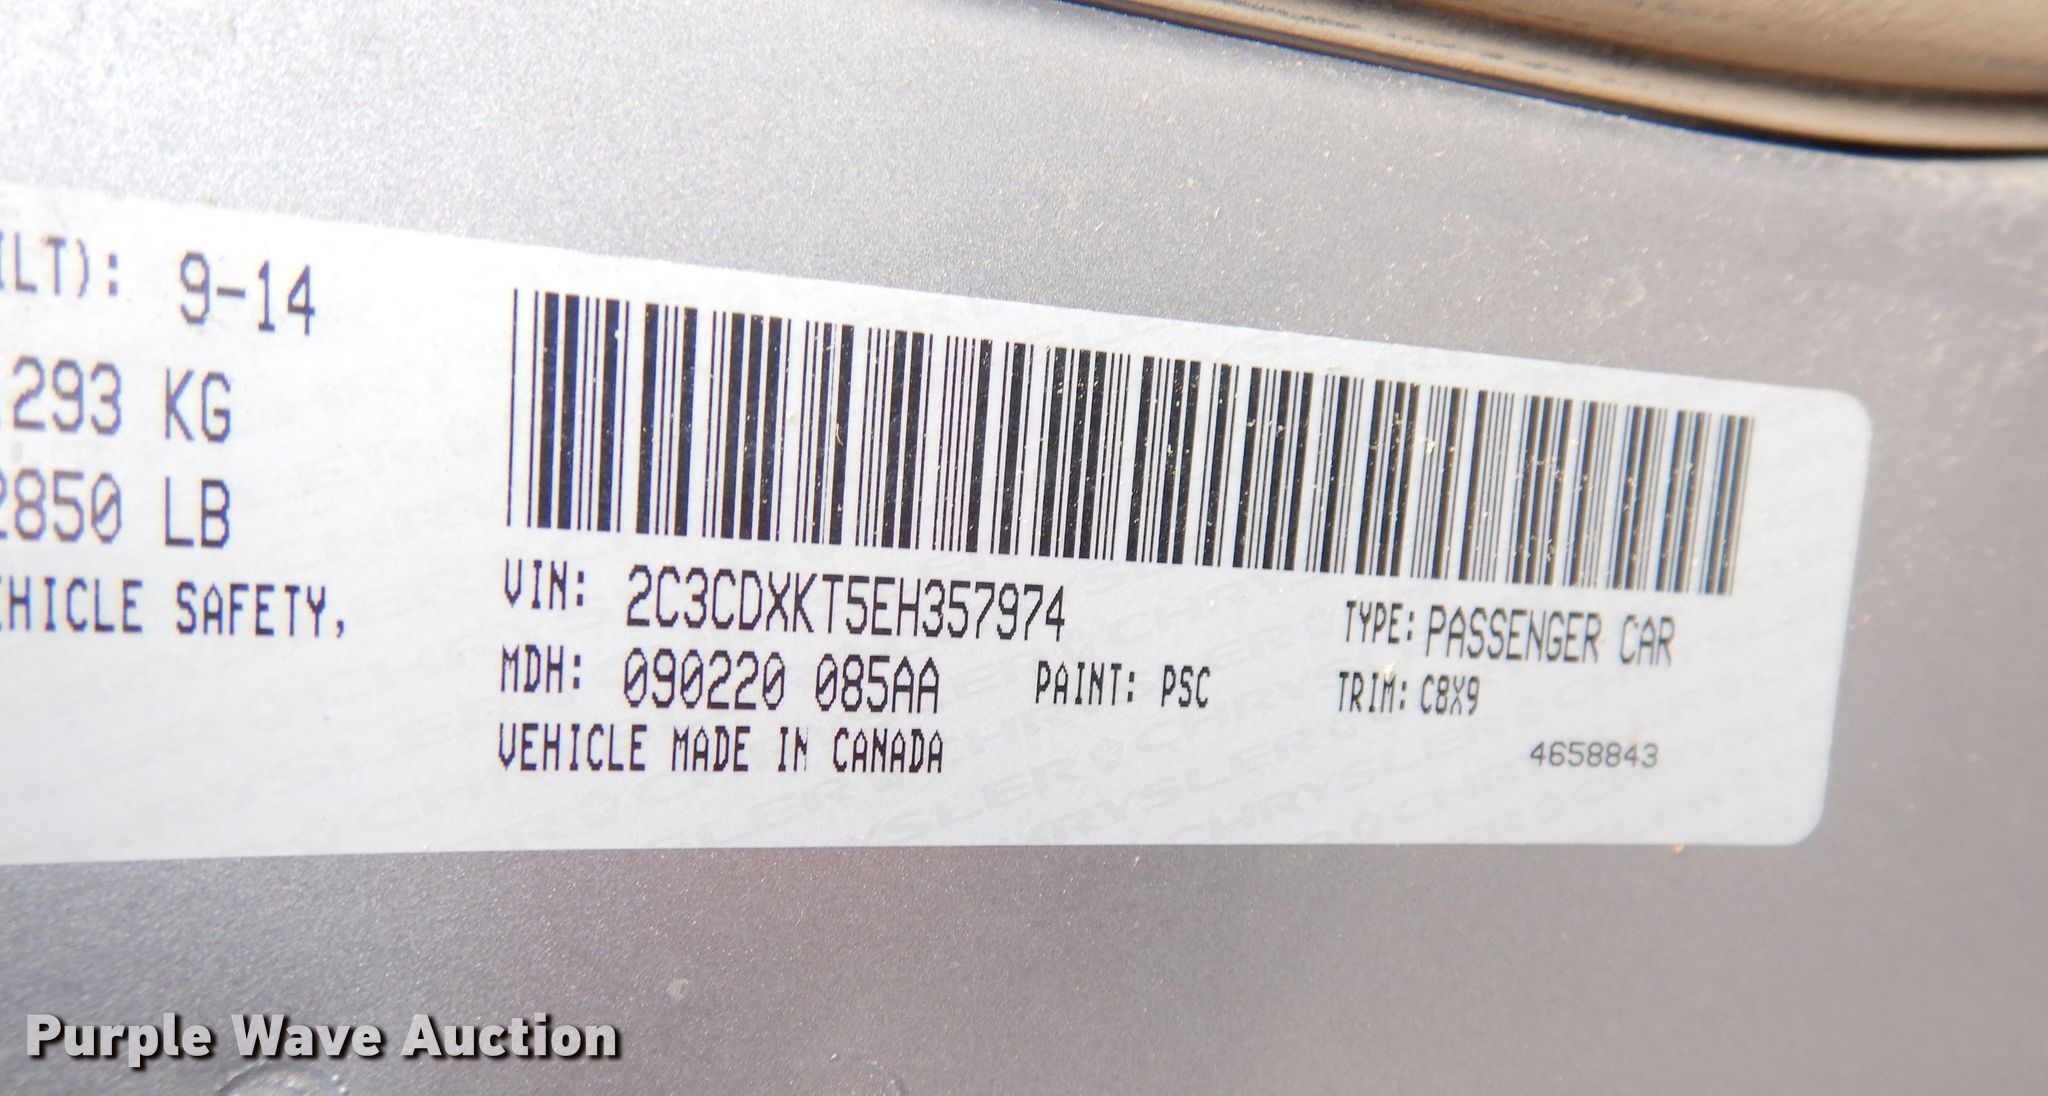 ILT): 9-14
293 KG
2850 LB
EHICLE SAFETY,
VIN: 2C3CDXKT5EH357974
TYPE: PASSENGER CAR
MDH: 090220 085AA
PAINT: PSC
TRIM: C8X9
VEHICLE MADE IN CANADA
4658843
CHRYSLER
Purple Wave Auction